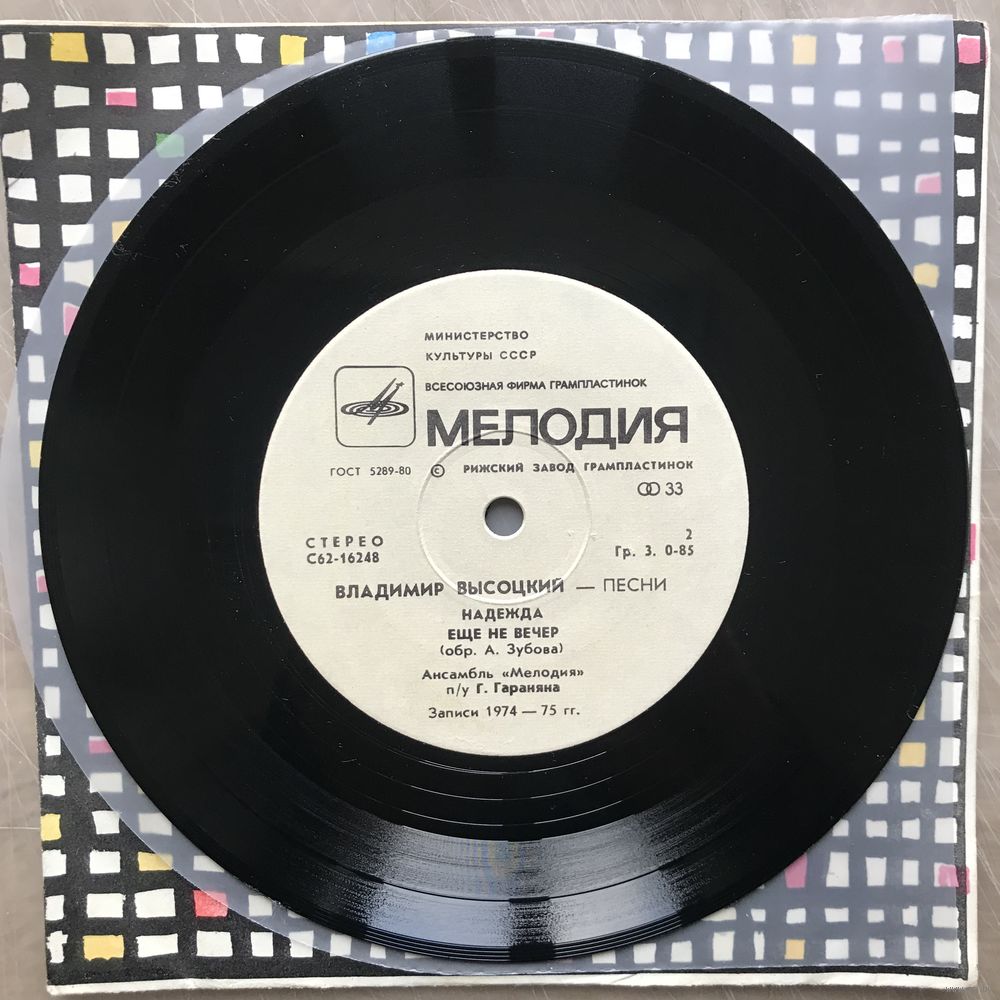 МИНИСТЕРСТВО
КУЛЬТУРЫ СССР
ВСЕСОЮЗНАЯ ФИРМА ГРАМПЛАСТИНОК
МЕЛОДИЯ
ГОСТ 5289-80 © РИЖСКИЙ ЗАВОД ГРАМПЛАСТИНОК
33
СТЕРЕО 2
С62-16248 Гр. 3. 0-85
ВЛАДИМИР ВЫСОЦКИЙ — ПЕСНИ
НАДЕЖДА
ЕЩЕ НЕ ВЕЧЕР
(обр. А. Зубова)
Ансамбль «Мелодия»
п/у Г. Гараняна
Записи 1974 — 75 гг.